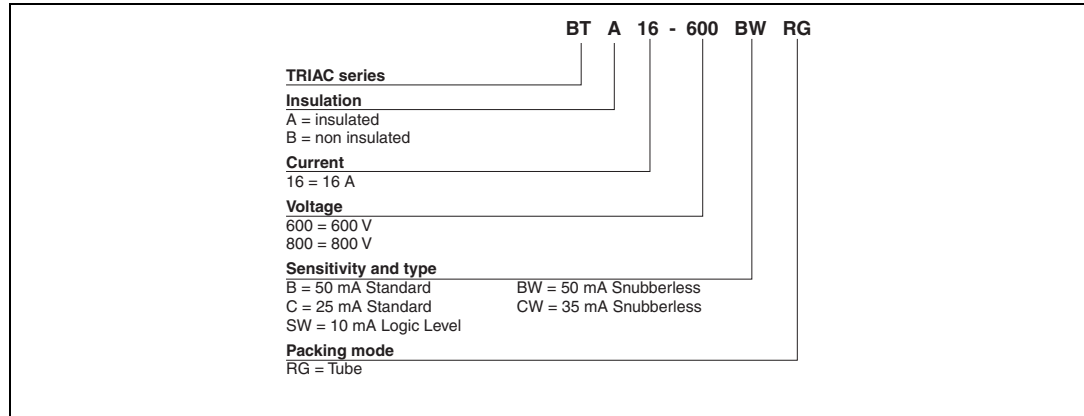 BT A 16 - 600 BW RG
TRIAC series
Insulation
A = insulated
B = non insulated
Current
16 = 16 A
Voltage
600 = 600 V
800 = 800 V
Sensitivity and type
B = 50 mA Standard BW = 50 mA Snubberless
C = 25 mA Standard CW = 35 mA Snubberless
SW = 10 mA Logic Level
Packing mode
RG = Tube